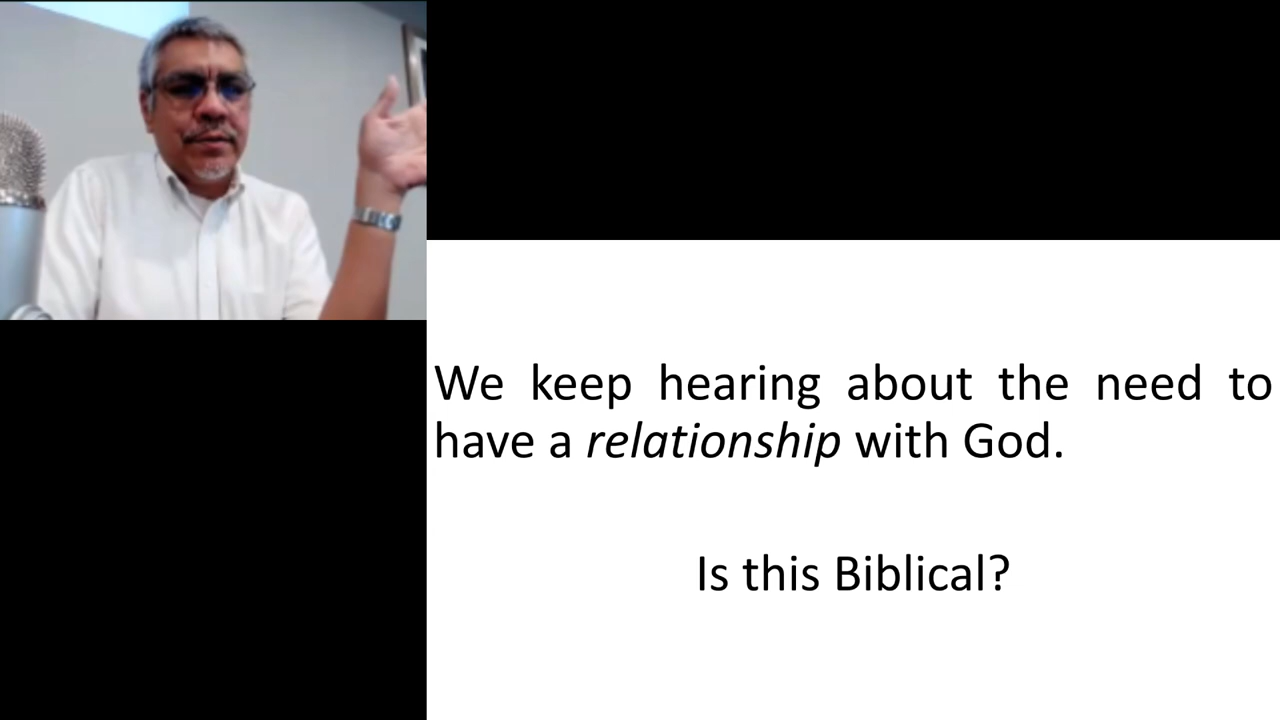 We keep hearing about the need to
have a relationship with God.
Is this Biblical?